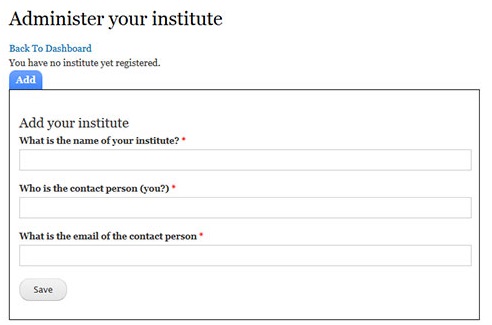 Administer your institute
Back To Dashboard
You have no institute yet registered.
Add
Add your institute
What is the name of your institute? *
Who is the contact person (you?) *
What is the email of the contact person *
Save